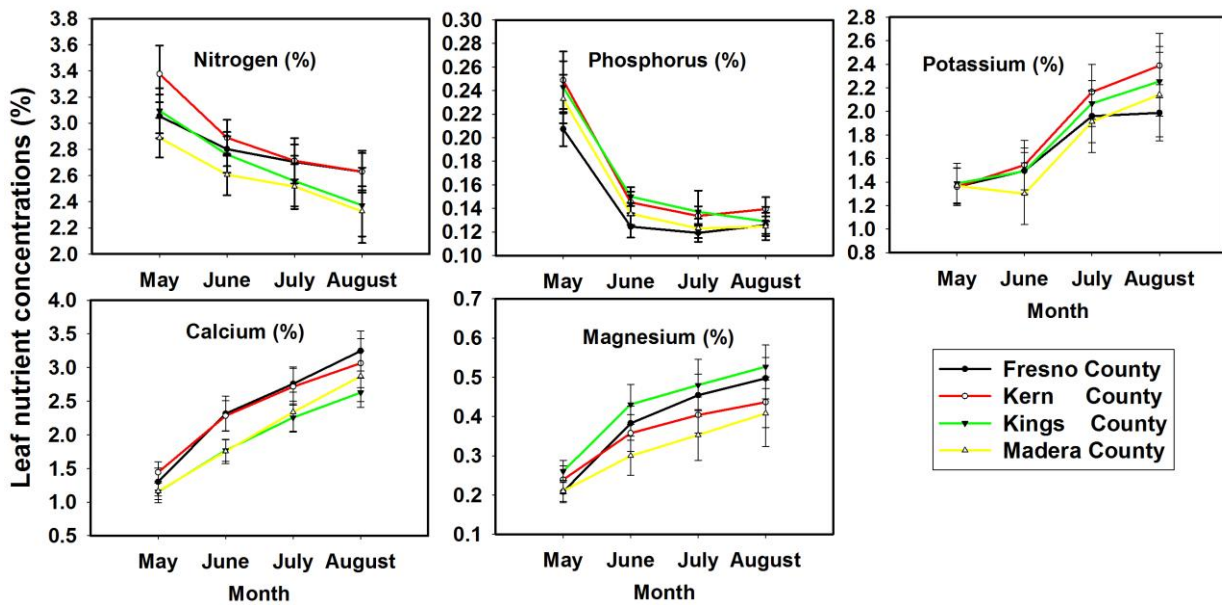 Leaf nutrient concentrations (%)
Nitrogen (%)
3.8
3.6
3.4
3.2
3.0
2.8
2.6
2.4
2.2
2.0
May June July August
Phosphorus (%)
0.30
0.28
0.26
0.24
0.22
0.20
0.18
0.16
0.14
0.12
0.10
May June July August
Potassium (%)
2.8
2.6
2.4
2.2
2.0
1.8
1.6
1.4
1.2
1.0
0.8
May June July August
Month
Calcium (%)
4.0
3.5
3.0
2.5
2.0
1.5
1.0
0.5
May June July August
Month
Magnesium (%)
0.7
0.6
0.5
0.4
0.3
0.2
0.1
May June July August
Month
Fresno County
Kern County
Kings County
Madera County